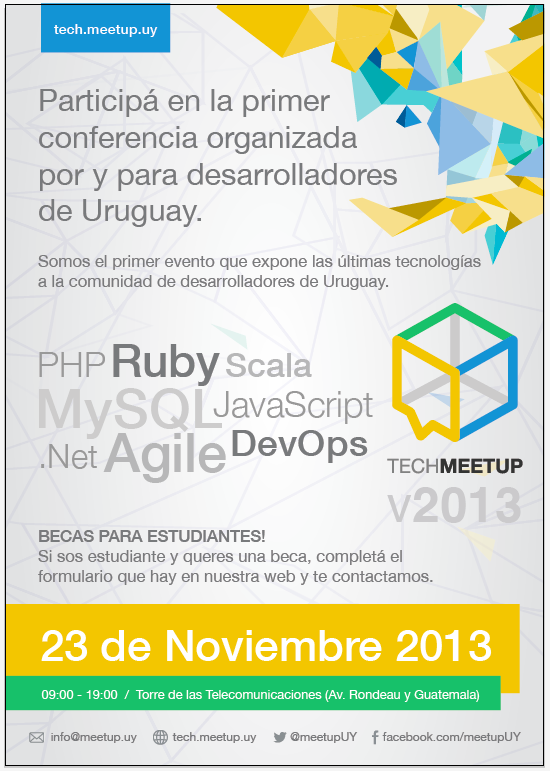 tech.meetup.uy
Participá en la primer
conferencia organizada
por y para desarrolladores
de Uruguay.
Somos el primer evento que expone las últimas tecnologías
a la comunidad de desarrolladores de Uruguay.
PHP Ruby Scala
MySQL JavaScript
.Net Agile DevOps
TECHMEETUP
v2013
BECAS PARA ESTUDIANTES!
Si sos estudiante y queres una beca, completá el
formulario que hay en nuestra web y te contactamos.
23 de Noviembre 2013
09:00 - 19:00 / Torre de las Telecomunicaciones (Av. Rondeau y Guatemala)
info@meetup.uy tech.meetup.uy @meetupUY facebook.com/meetupUY